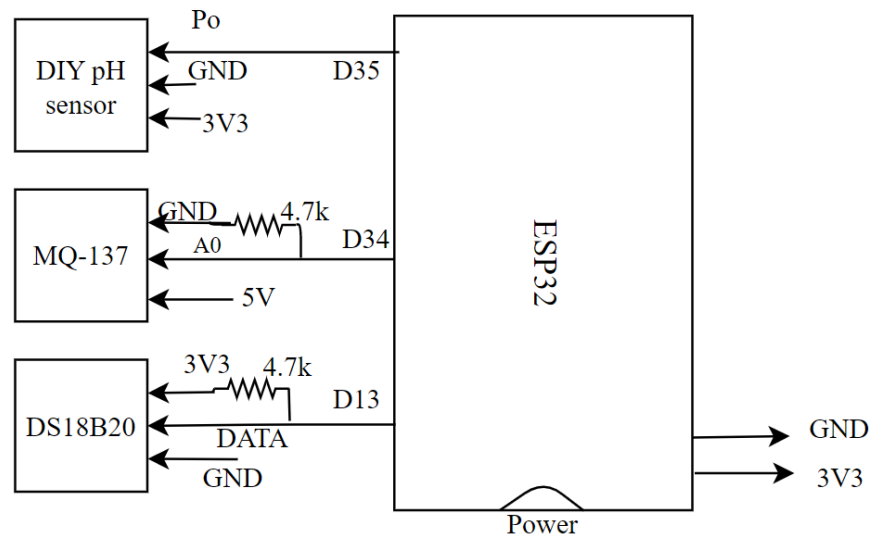 Po
DIY pH
sensor
D35
GND
3V3
MQ-137
GND
4.7k
A0
D34
5V
DS18B20
3V3
4.7k
D13
DATA
GND
ESP32
GND
3V3
Power